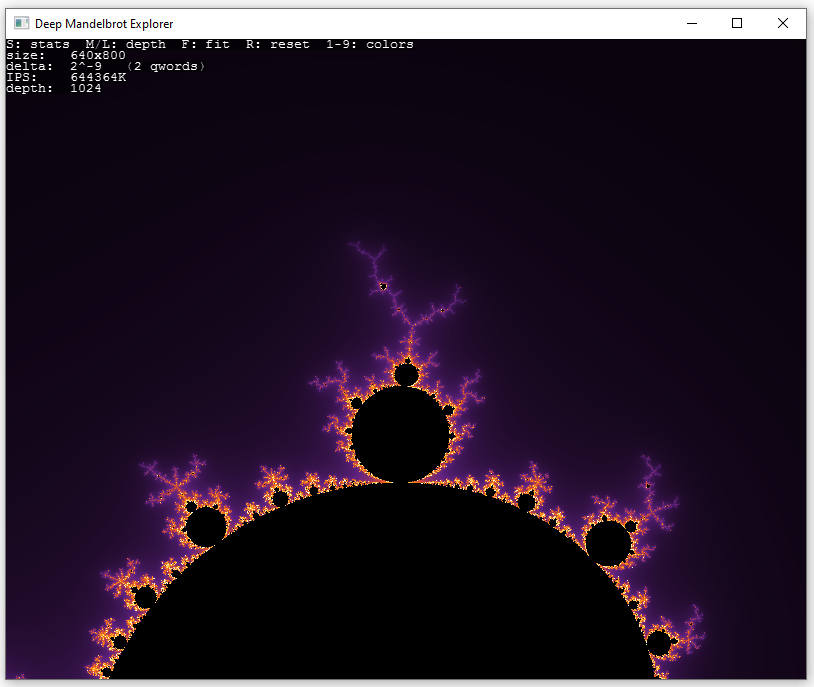 Deep Mandelbrot Explorer
S: stats  M/L: depth  F: fit  R: reset  1-9: colors
size:   640x800
delta:  2^-9   (2 qwords)
IPS:    644364K
depth:  1024